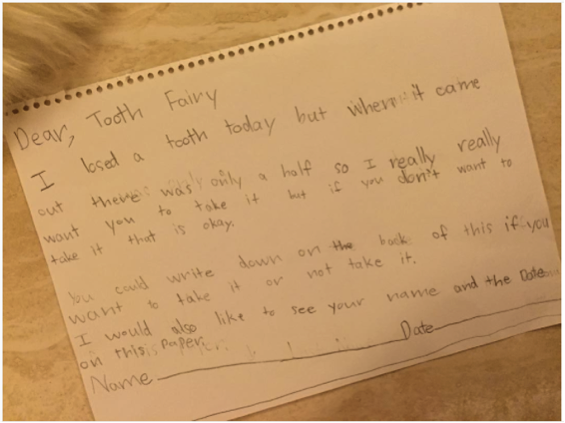 Dear, Tooth Fairy
I losed a tooth today but when it came
out there was only a half so I really really
want you to take it but if you don't want to
take it that is okay.
You could write down on the back of this if you
want to take it or not take it.
I would also like to see your name and the Date
on this paper.
Name Date